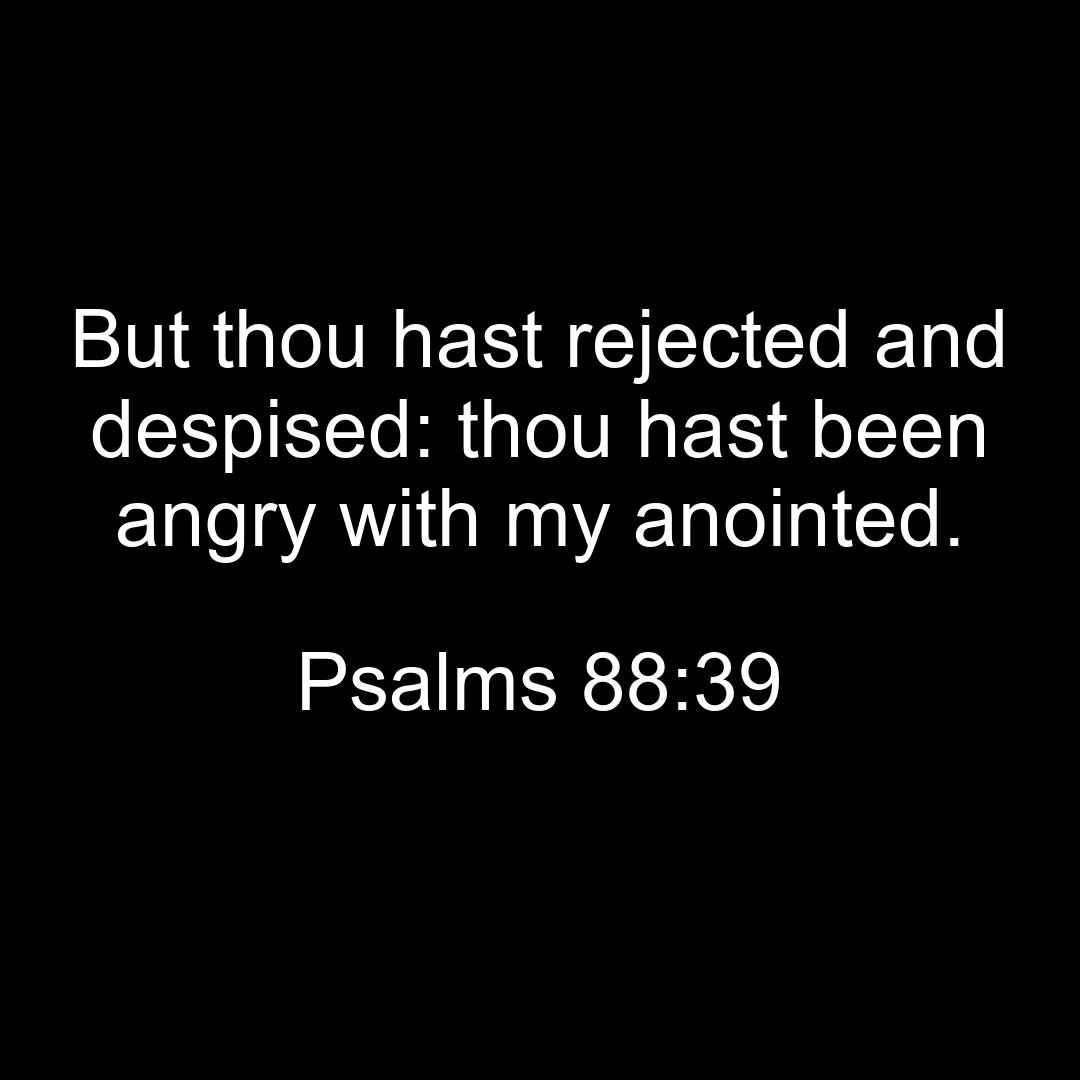 But thou hast rejected and
despised: thou hast been
angry with my anointed.
Psalms 88:39